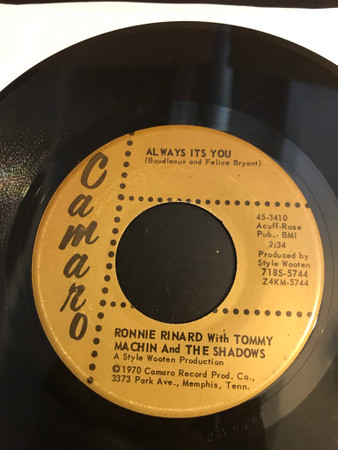 Camaro
ALWAYS ITS YOU
(Boudleaux and Felice Bryant)
45-3410
Acuff-Rose
Pub.- BMI
2:34
Produced by
Style Wooten
718S-5744
Z4KM-5744
RONNIE RINARD With TOMMY
MACHIN And THE SHADOWS
A Style Wooten Production
©1970 Camaro Record Prod. Co.,
3373 Park Ave., Memphis, Tenn.